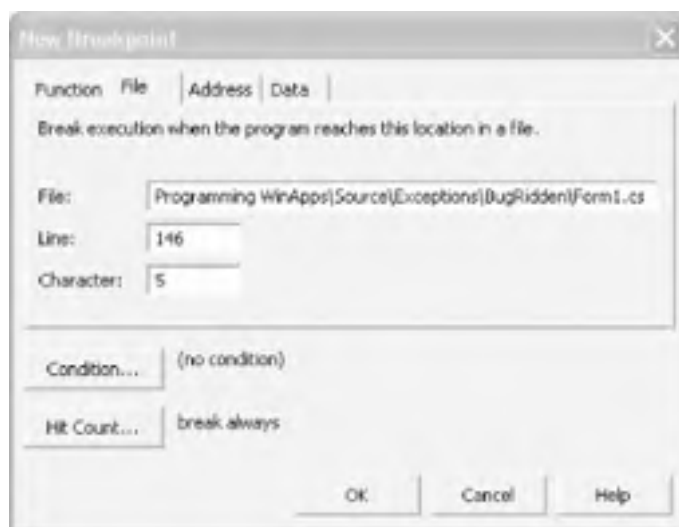 New Breakpoint
Function File Address Data
Break execution when the program reaches this location in a file.
File: Programming WinApps\Source\Exceptions\BugRidden\Form1.cs
Line: 146
Character: 5
Condition... (no condition)
Hit Count... break always
OK Cancel Help